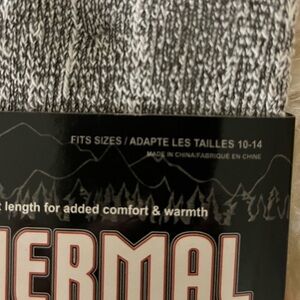 FITS SIZES / ADAPTE LES TAILLES 10-14
MADE IN CHINA/FABRIQUÉ EN CHINE
length for added comfort & warmth
HERMAL